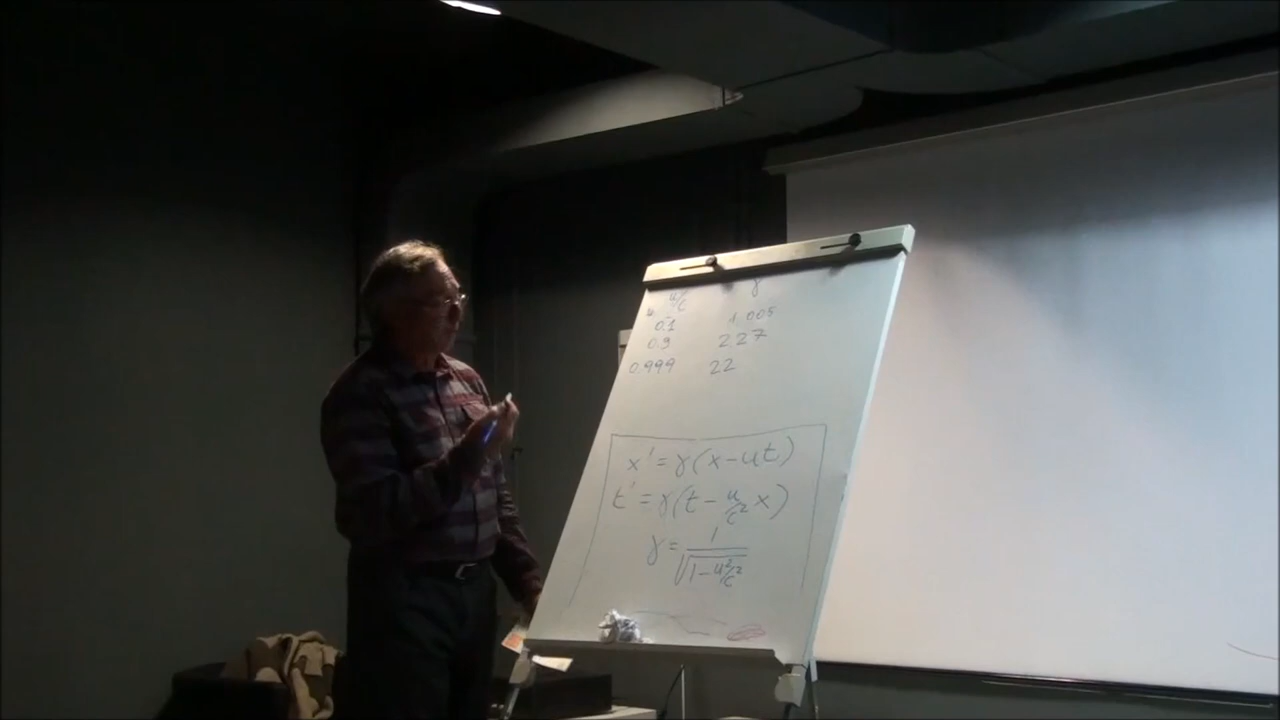 u/c γ
0.1 1.005
0.9 2.27
0.999 22
x' = γ(x - ut)
t' = γ(t - u/c² x)
γ = 1/√(1 - u²/c²)